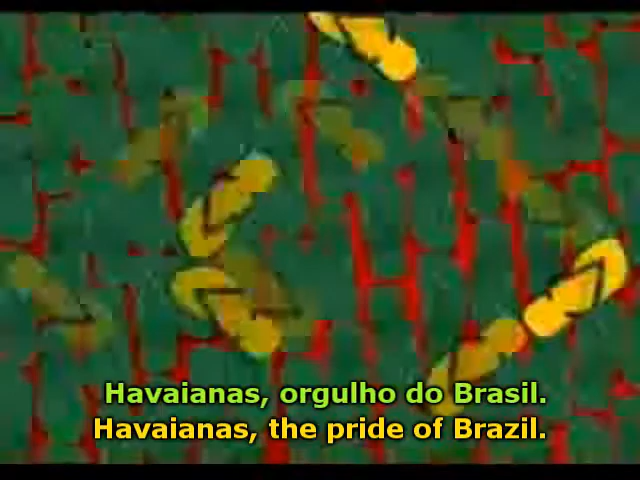 Havaianas, orgulho do Brasil.
Havaianas, the pride of Brazil.